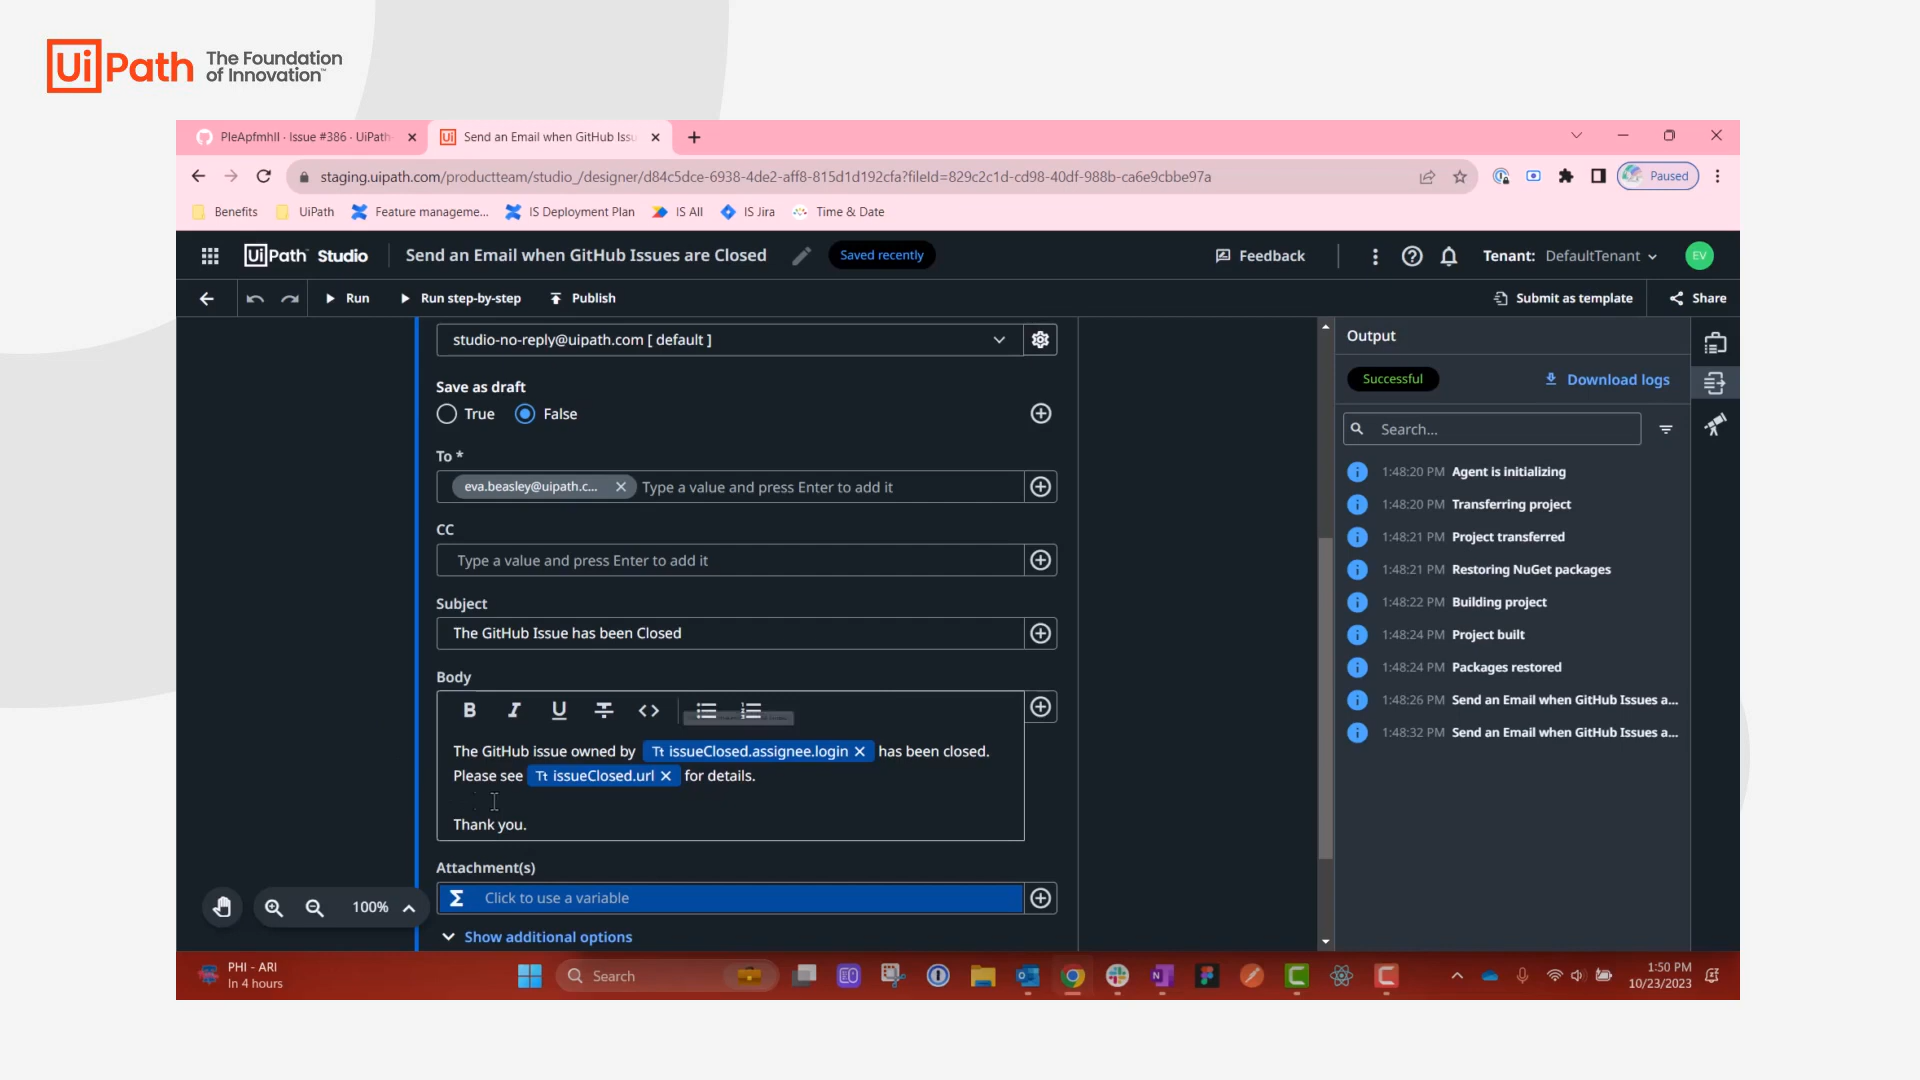 UiPath The Foundation
of Innovation™
PleApfmhIl · Issue #386 · UiPath
Send an Email when GitHub Issu
staging.uipath.com/productteam/studio_/designer/d84c5dce-6938-4de2-aff8-815d1d192cfa?fileId=829c2c1d-cd98-40df-988b-ca6e9cbbe97a
Paused
Benefits
UiPath
Feature manageme...
IS Deployment Plan
IS All
IS Jira
Time & Date
UiPath™ Studio
Send an Email when GitHub Issues are Closed
Saved recently
Feedback
Tenant: DefaultTenant
EV
Run
Run step-by-step
Publish
Submit as template
Share
studio-no-reply@uipath.com [ default ]
Save as draft
True
False
To *
eva.beasley@uipath.c...
Type a value and press Enter to add it
CC
Type a value and press Enter to add it
Subject
The GitHub Issue has been Closed
Body
B I U
The GitHub issue owned by Tt issueClosed.assignee.login has been closed.
Please see Tt issueClosed.url for details.
Thank you.
Attachment(s)
Click to use a variable
Show additional options
100%
Output
Successful
Download logs
Search...
1:48:20 PM Agent is initializing
1:48:20 PM Transferring project
1:48:21 PM Project transferred
1:48:21 PM Restoring NuGet packages
1:48:22 PM Building project
1:48:24 PM Project built
1:48:24 PM Packages restored
1:48:26 PM Send an Email when GitHub Issues a...
1:48:32 PM Send an Email when GitHub Issues a...
PHI - ARI
In 4 hours
Search
1:50 PM
10/23/2023